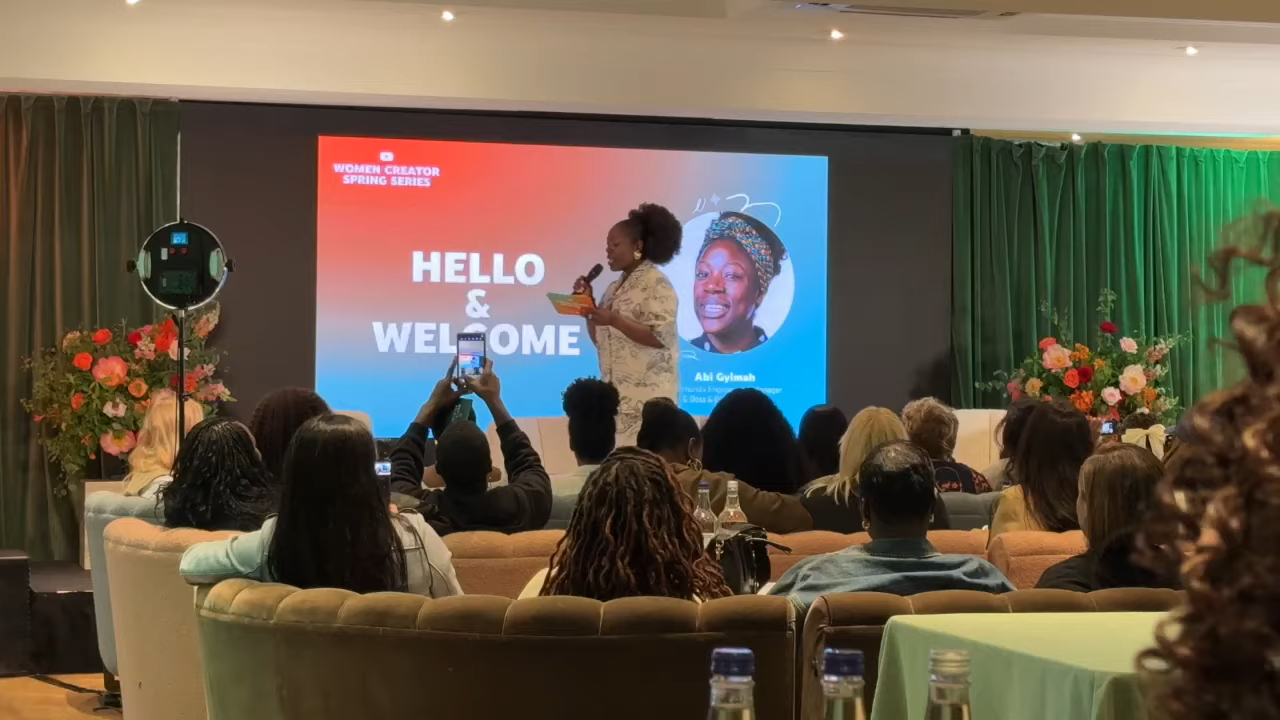 WOMEN CREATOR
SPRING SERIES
HELLO
&
WELCOME
Abi Gyimah